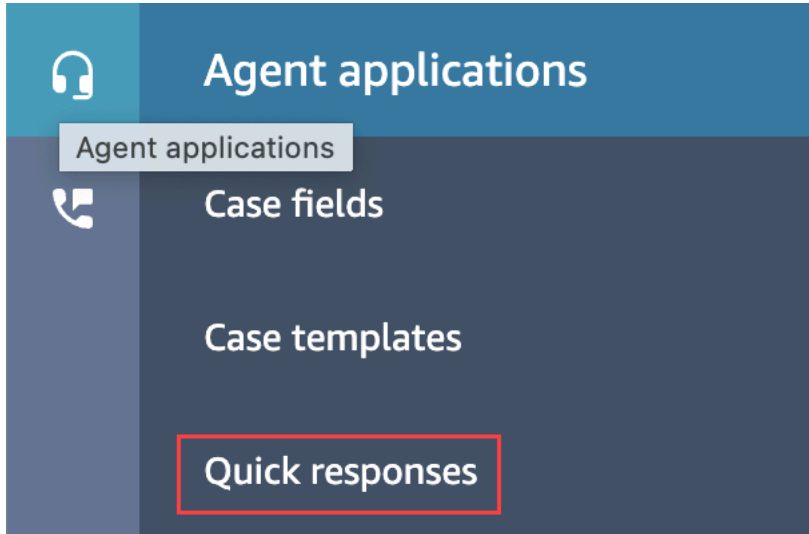 Agent applications
Agent applications
Case fields
Case templates
Quick responses